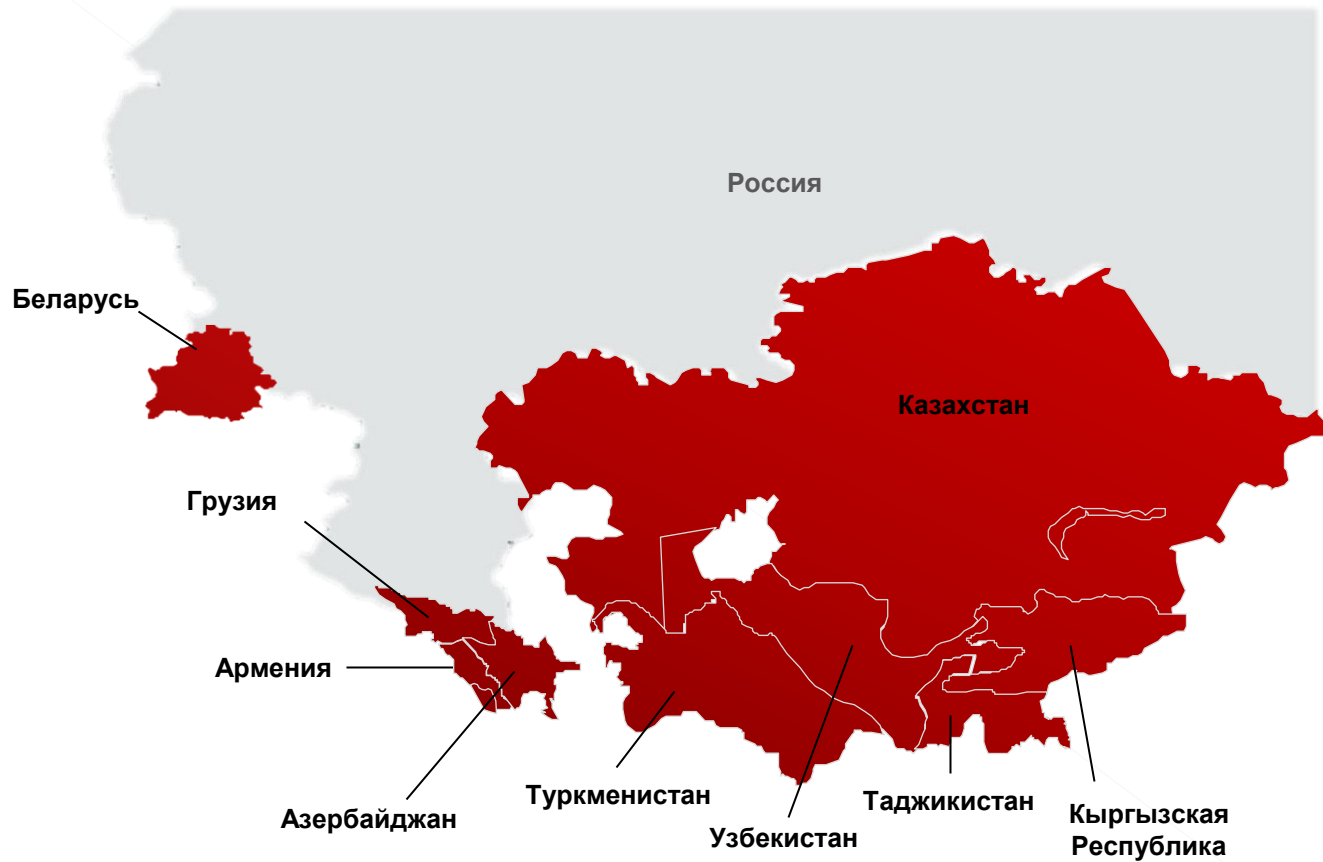 Россия
Беларусь
Казахстан
Грузия
Армения
Азербайджан
Туркменистан
Узбекистан
Таджикистан
Кыргызская
Республика